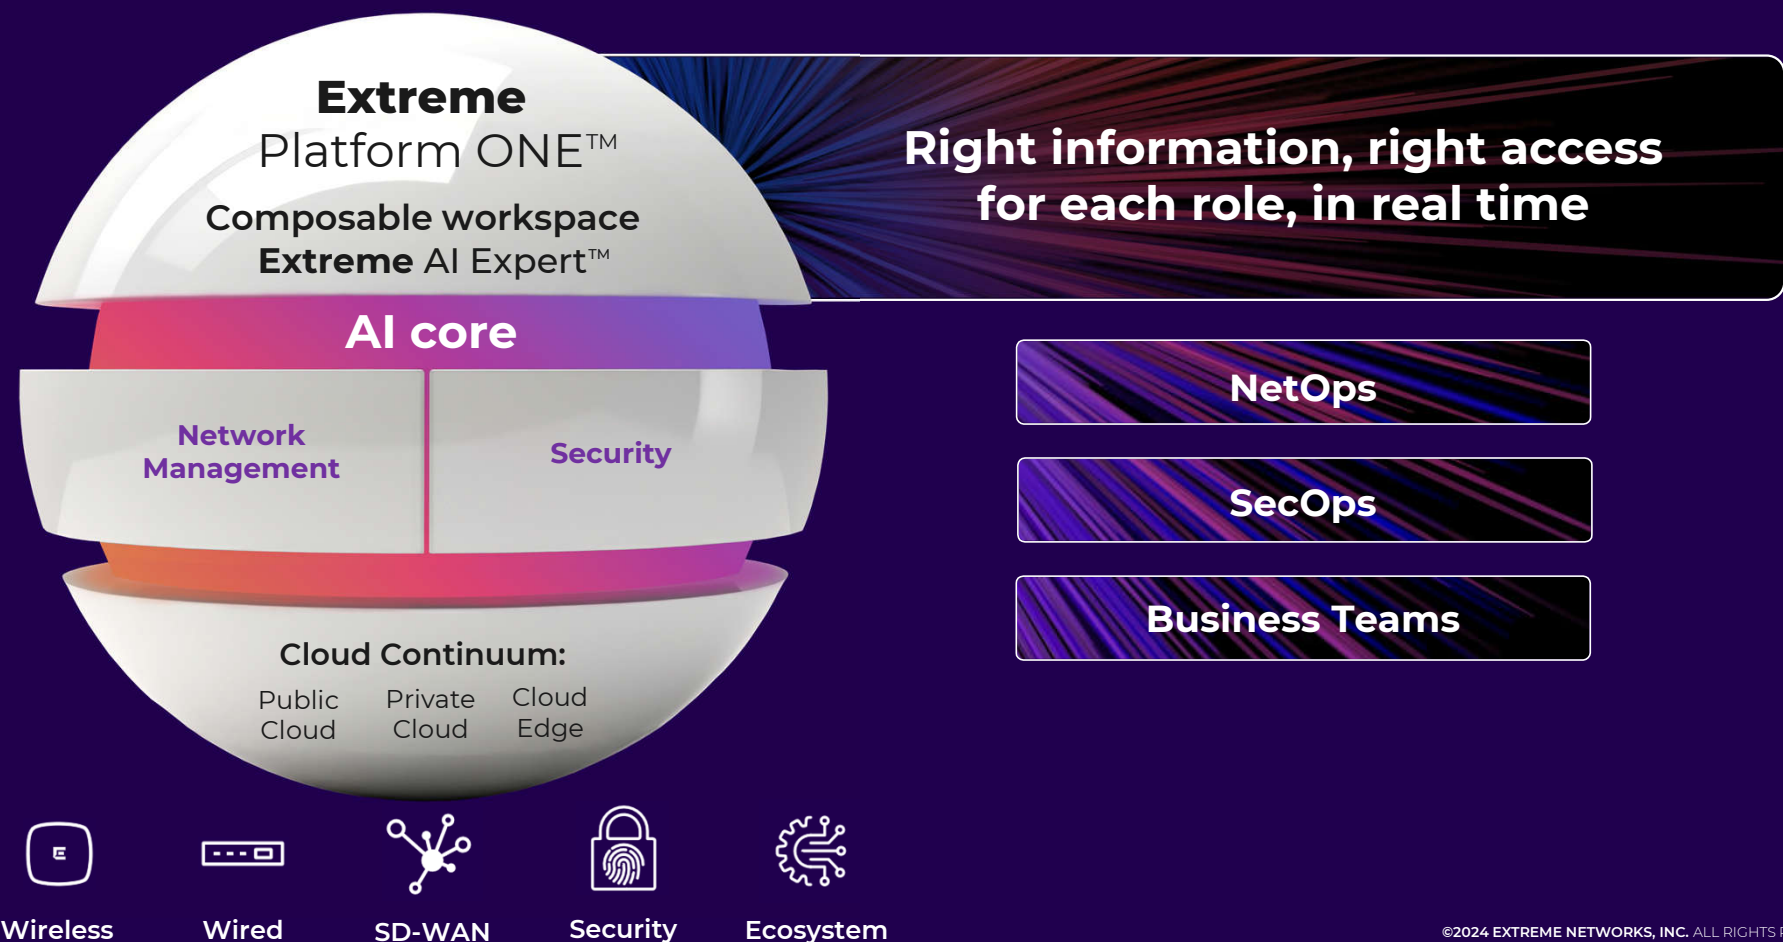 Extreme
Platform ONE™
Composable workspace
Extreme AI Expert™
AI core
Network
Management
Security
Cloud Continuum:
Public
Cloud
Private
Cloud
Cloud
Edge
Right information, right access
for each role, in real time
NetOps
SecOps
Business Teams
Wireless
Wired
SD-WAN
Security
Ecosystem
©2024 EXTREME NETWORKS, INC. ALL RIGHTS